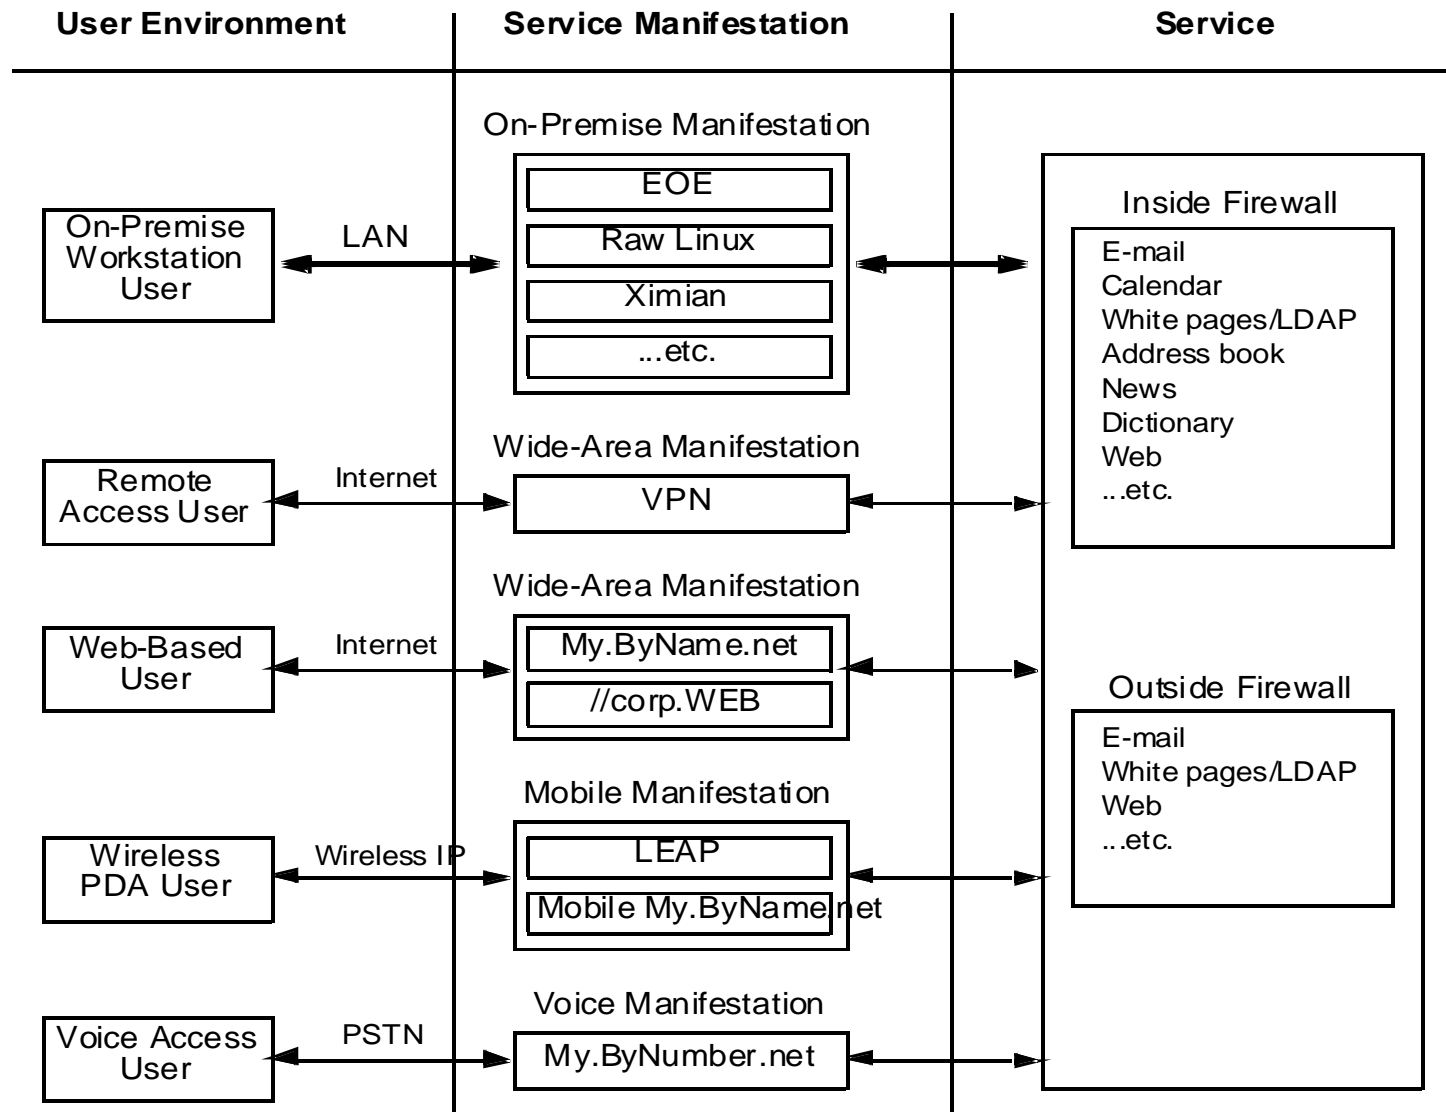 User Environment
Service Manifestation
Service
On-Premise Manifestation
On-Premise
Workstation
User
LAN
EOE
Raw Linux
Ximian
...etc.
Inside Firewall
E-mail
Calendar
White pages/LDAP
Address book
News
Dictionary
Web
...etc.
Wide-Area Manifestation
Remote
Access User
Internet
VPN
Wide-Area Manifestation
Web-Based
User
Internet
My.ByName.net
//corp.WEB
Outside Firewall
E-mail
White pages/LDAP
Web
...etc.
Mobile Manifestation
Wireless
PDA User
Wireless IP
LEAP
Mobile My.ByName.net
Voice Manifestation
Voice Access
User
PSTN
My.ByNumber.net